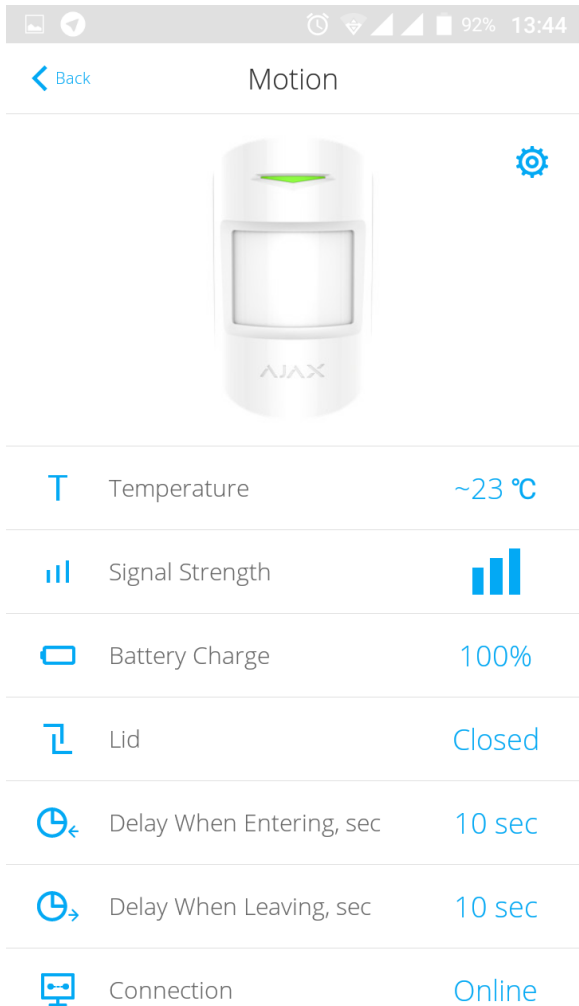 92% 13:44
Back Motion
AJAX
T Temperature ~23 ℃
Signal Strength
Battery Charge 100%
Lid Closed
Delay When Entering, sec 10 sec
Delay When Leaving, sec 10 sec
Connection Online